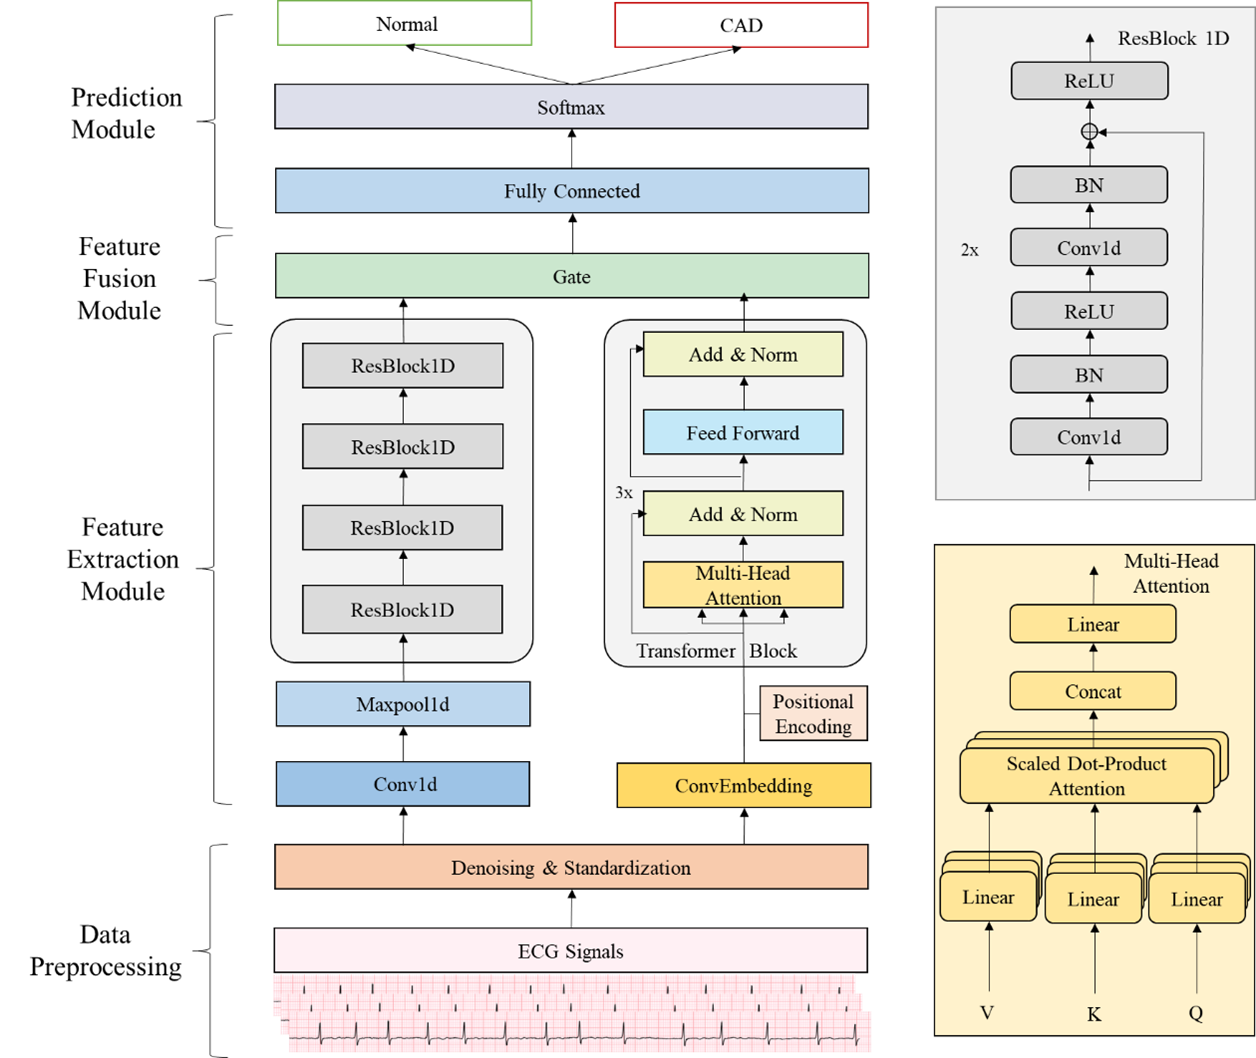 Normal
CAD
Prediction
Module
Softmax
Fully Connected
Feature
Fusion
Module
Gate
Feature
Extraction
Module
ResBlock1D
ResBlock1D
ResBlock1D
ResBlock1D
Maxpool1d
Conv1d
Add & Norm
Feed Forward
3x
Add & Norm
Multi-Head
Attention
Transformer Block
Positional
Encoding
ConvEmbedding
Data
Preprocessing
Denoising & Standardization
ECG Signals
ResBlock 1D
ReLU
BN
2x
Conv1d
ReLU
BN
Conv1d
Multi-Head
Attention
Linear
Concat
Scaled Dot-Product
Attention
Linear
Linear
Linear
V
K
Q